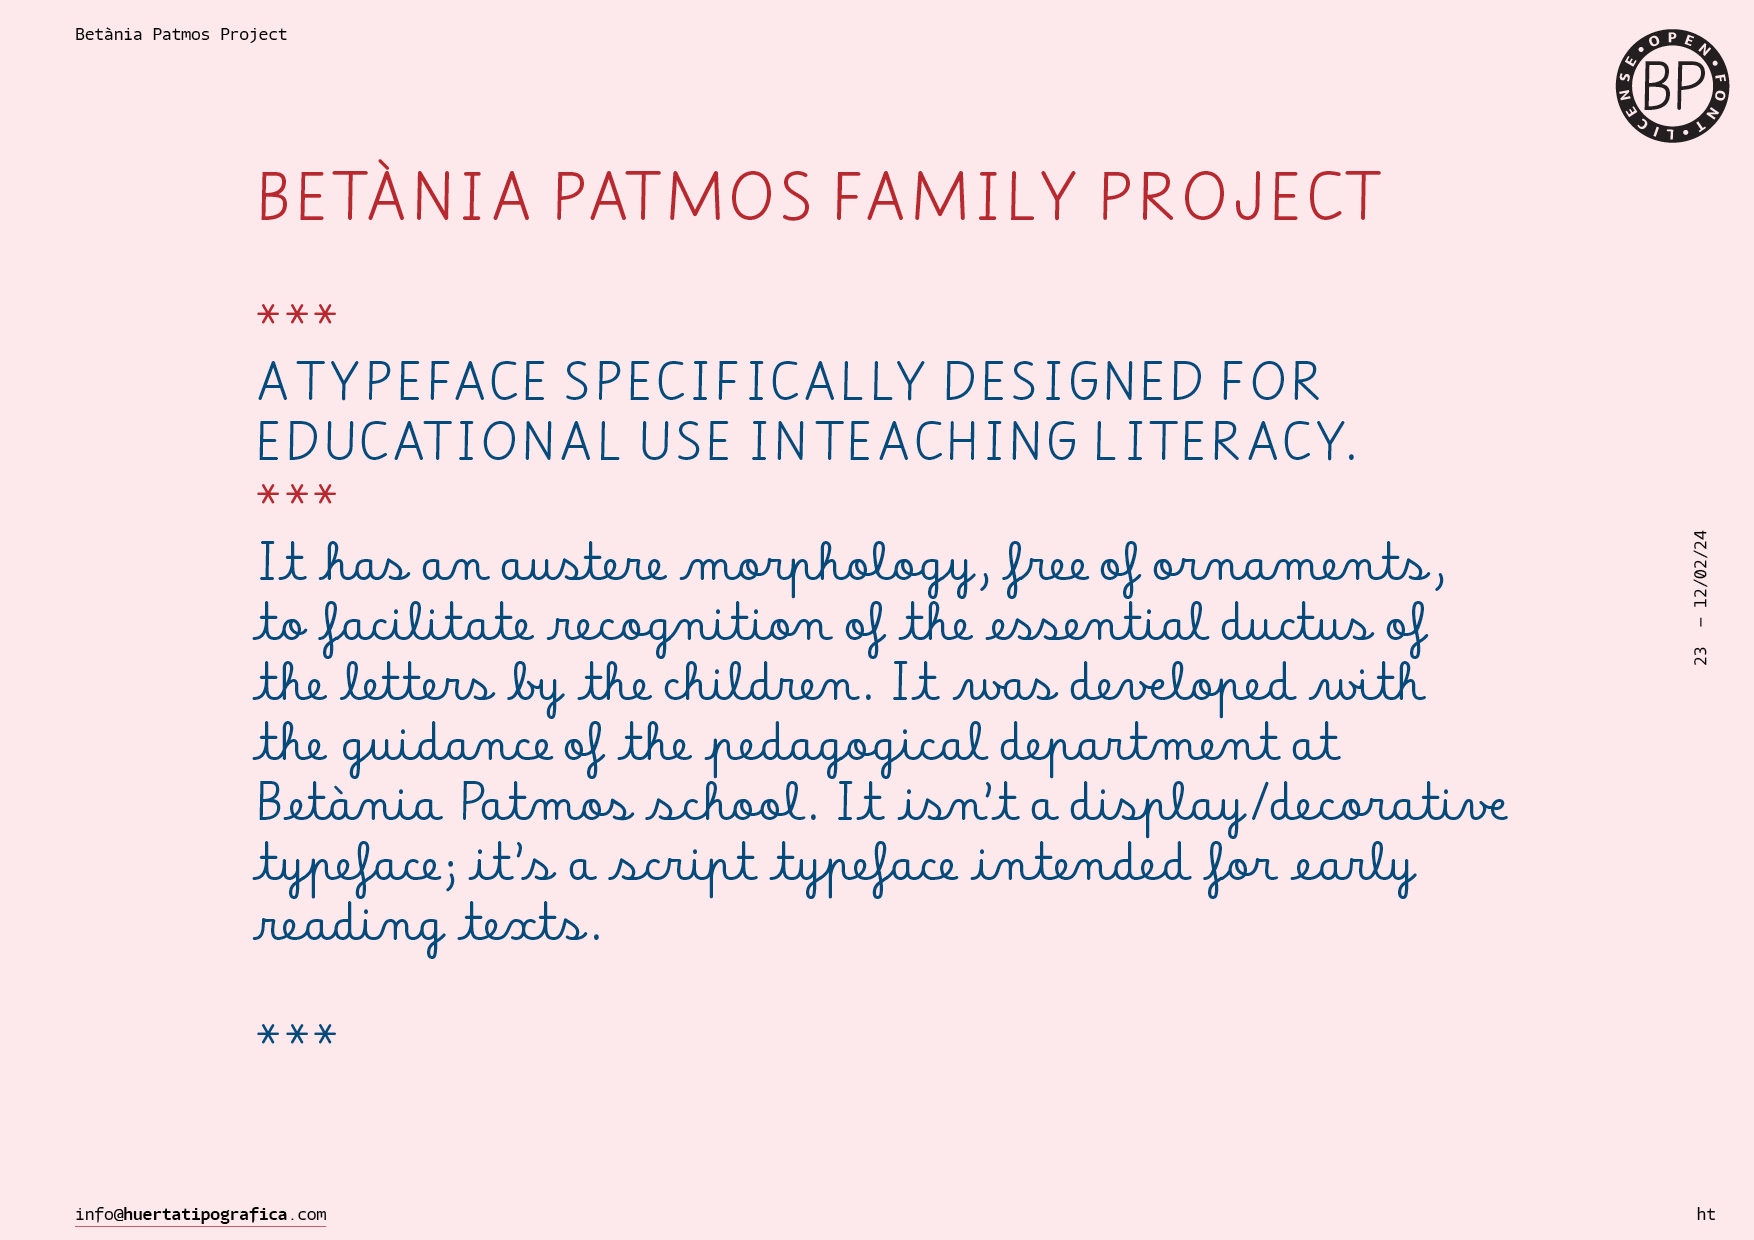 Betània Patmos Project
OPEN • FONT • LICENSE •
BP
BETÀNIA PATMOS FAMILY PROJECT
***
A TYPEFACE SPECIFICALLY DESIGNED FOR
EDUCATIONAL USE IN TEACHING LITERACY.
***
It has an austere morphology, free of ornaments,
to facilitate recognition of the essential ductus of
the letters by the children. It was developed with
the guidance of the pedagogical department at
Betània Patmos school. It isn't a display/decorative
typeface; it's a script typeface intended for early
reading texts.
***
23 – 12/02/24
info@huertatipografica.com
ht